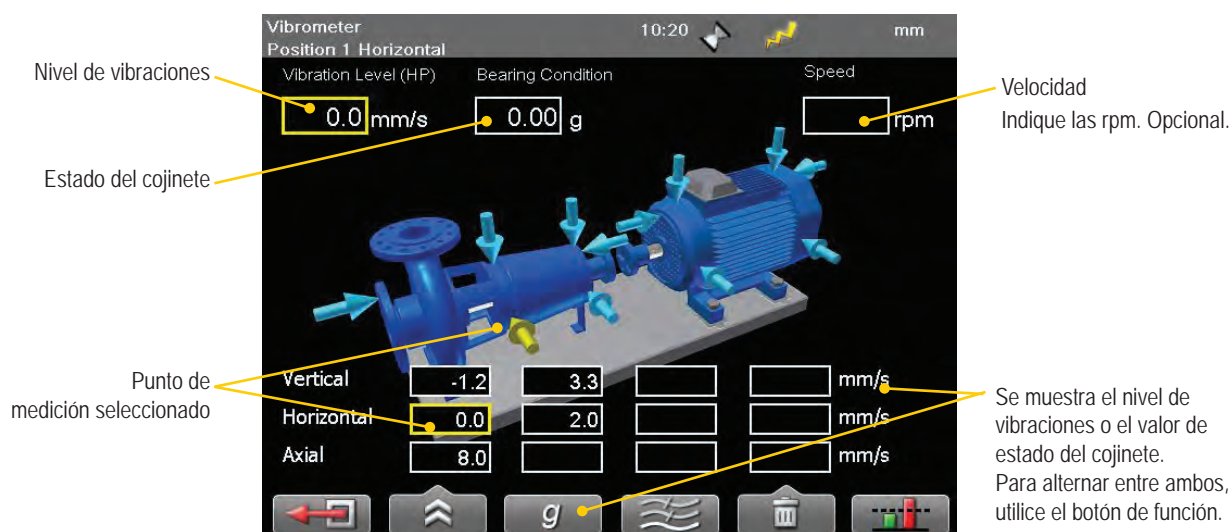 Vibrometer
Position 1 Horizontal
10:20
mm
Vibration Level (HP)
Bearing Condition
Speed
0.0 mm/s
0.00 g
rpm
Nivel de vibraciones
Estado del cojinete
Velocidad
Indique las rpm. Opcional.
Punto de
medición seleccionado
Vertical -1.2 3.3 mm/s
Horizontal 0.0 2.0 mm/s
Axial 8.0 mm/s
g
Se muestra el nivel de
vibraciones o el valor de
estado del cojinete.
Para alternar entre ambos,
utilice el botón de función.